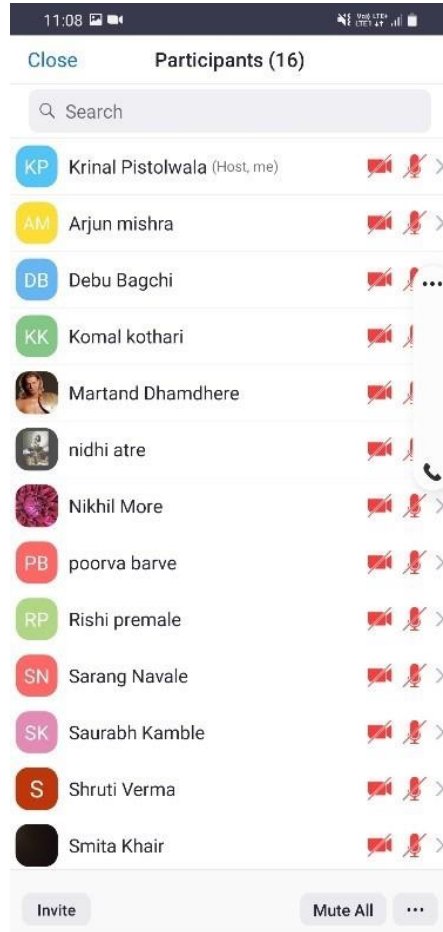 11:08
Close Participants (16)
Search
KP Krinal Pistolwala (Host, me)
AM Arjun mishra
DB Debu Bagchi
KK Komal kothari
Martand Dhamdhere
nidhi atre
Nikhil More
PB poorva barve
RP Rishi premale
SN Sarang Navale
SK Saurabh Kamble
S Shruti Verma
Smita Khair
Invite Mute All